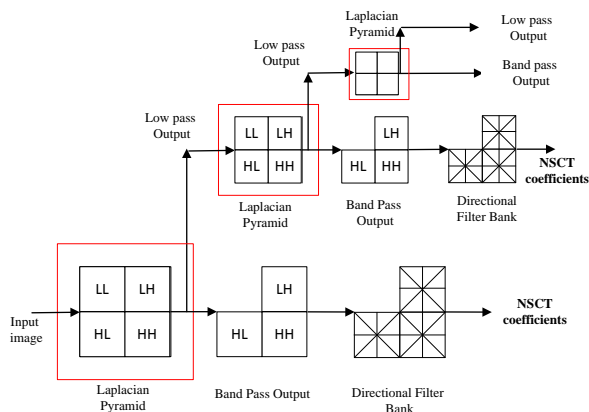 Laplacian
Pyramid
Low pass
Output
Low pass
Output
Band pass
Output
Low pass
Output
LL LH
HL HH
LH
HL HH
NSCT
coefficients
Laplacian
Pyramid
Band Pass
Output
Directional
Filter Bank
LL LH
HL HH
LH
HL HH
Input
image
NSCT
coefficients
Laplacian
Pyramid
Band Pass Output
Directional Filter
Bank